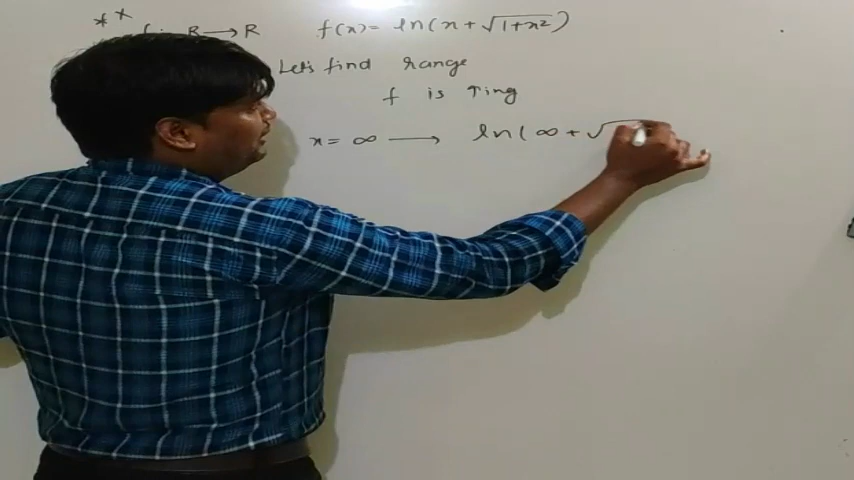 **
f: R → R f(x) = ln(x + √(1+x²))
Let's find range
f is ↑ing
x = ∞ → ln(∞ + √